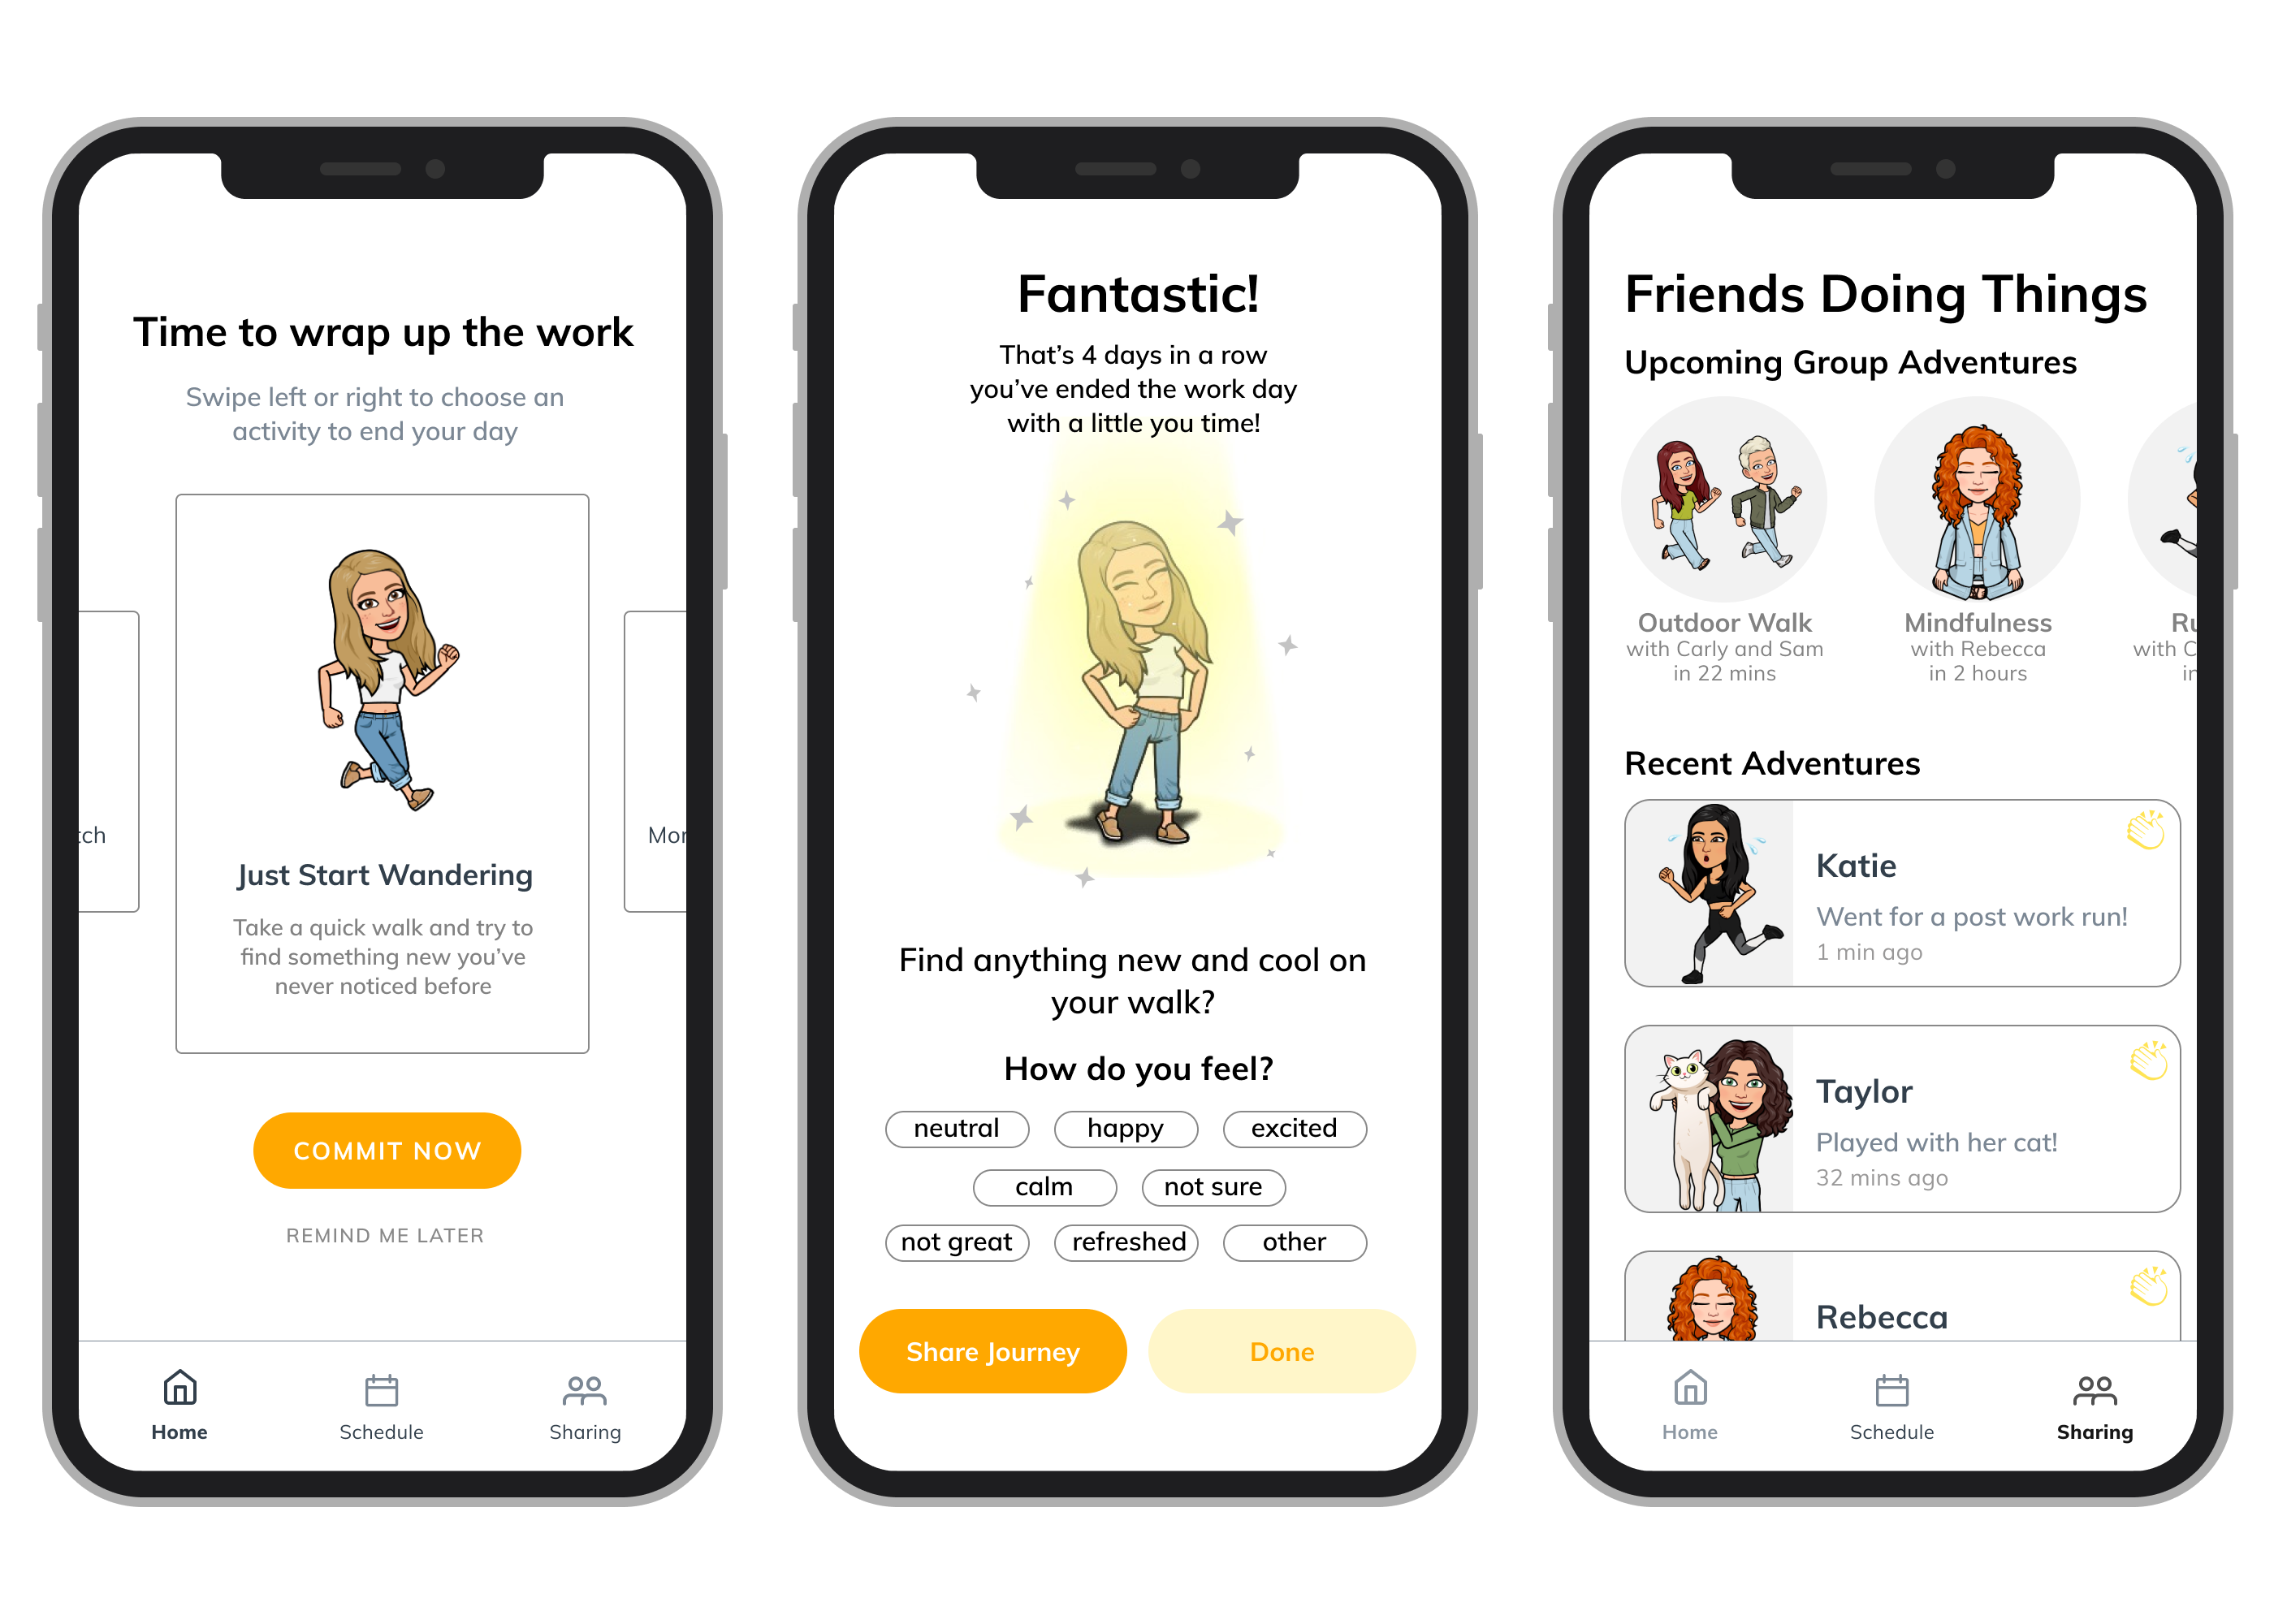 Time to wrap up the work
Swipe left or right to choose an
activity to end your day
Just Start Wandering
Take a quick walk and try to
find something new you've
never noticed before
COMMIT NOW
REMIND ME LATER
Home
Schedule
Sharing
Fantastic!
That's 4 days in a row
you've ended the work day
with a little you time!
Find anything new and cool on
your walk?
How do you feel?
neutral
happy
excited
calm
not sure
not great
refreshed
other
Share Journey
Done
Friends Doing Things
Upcoming Group Adventures
Outdoor Walk
with Carly and Sam
in 22 mins
Mindfulness
with Rebecca
in 2 hours
with
Recent Adventures
Katie
Went for a post work run!
1 min ago
Taylor
Played with her cat!
32 mins ago
Rebecca
Home
Schedule
Sharing